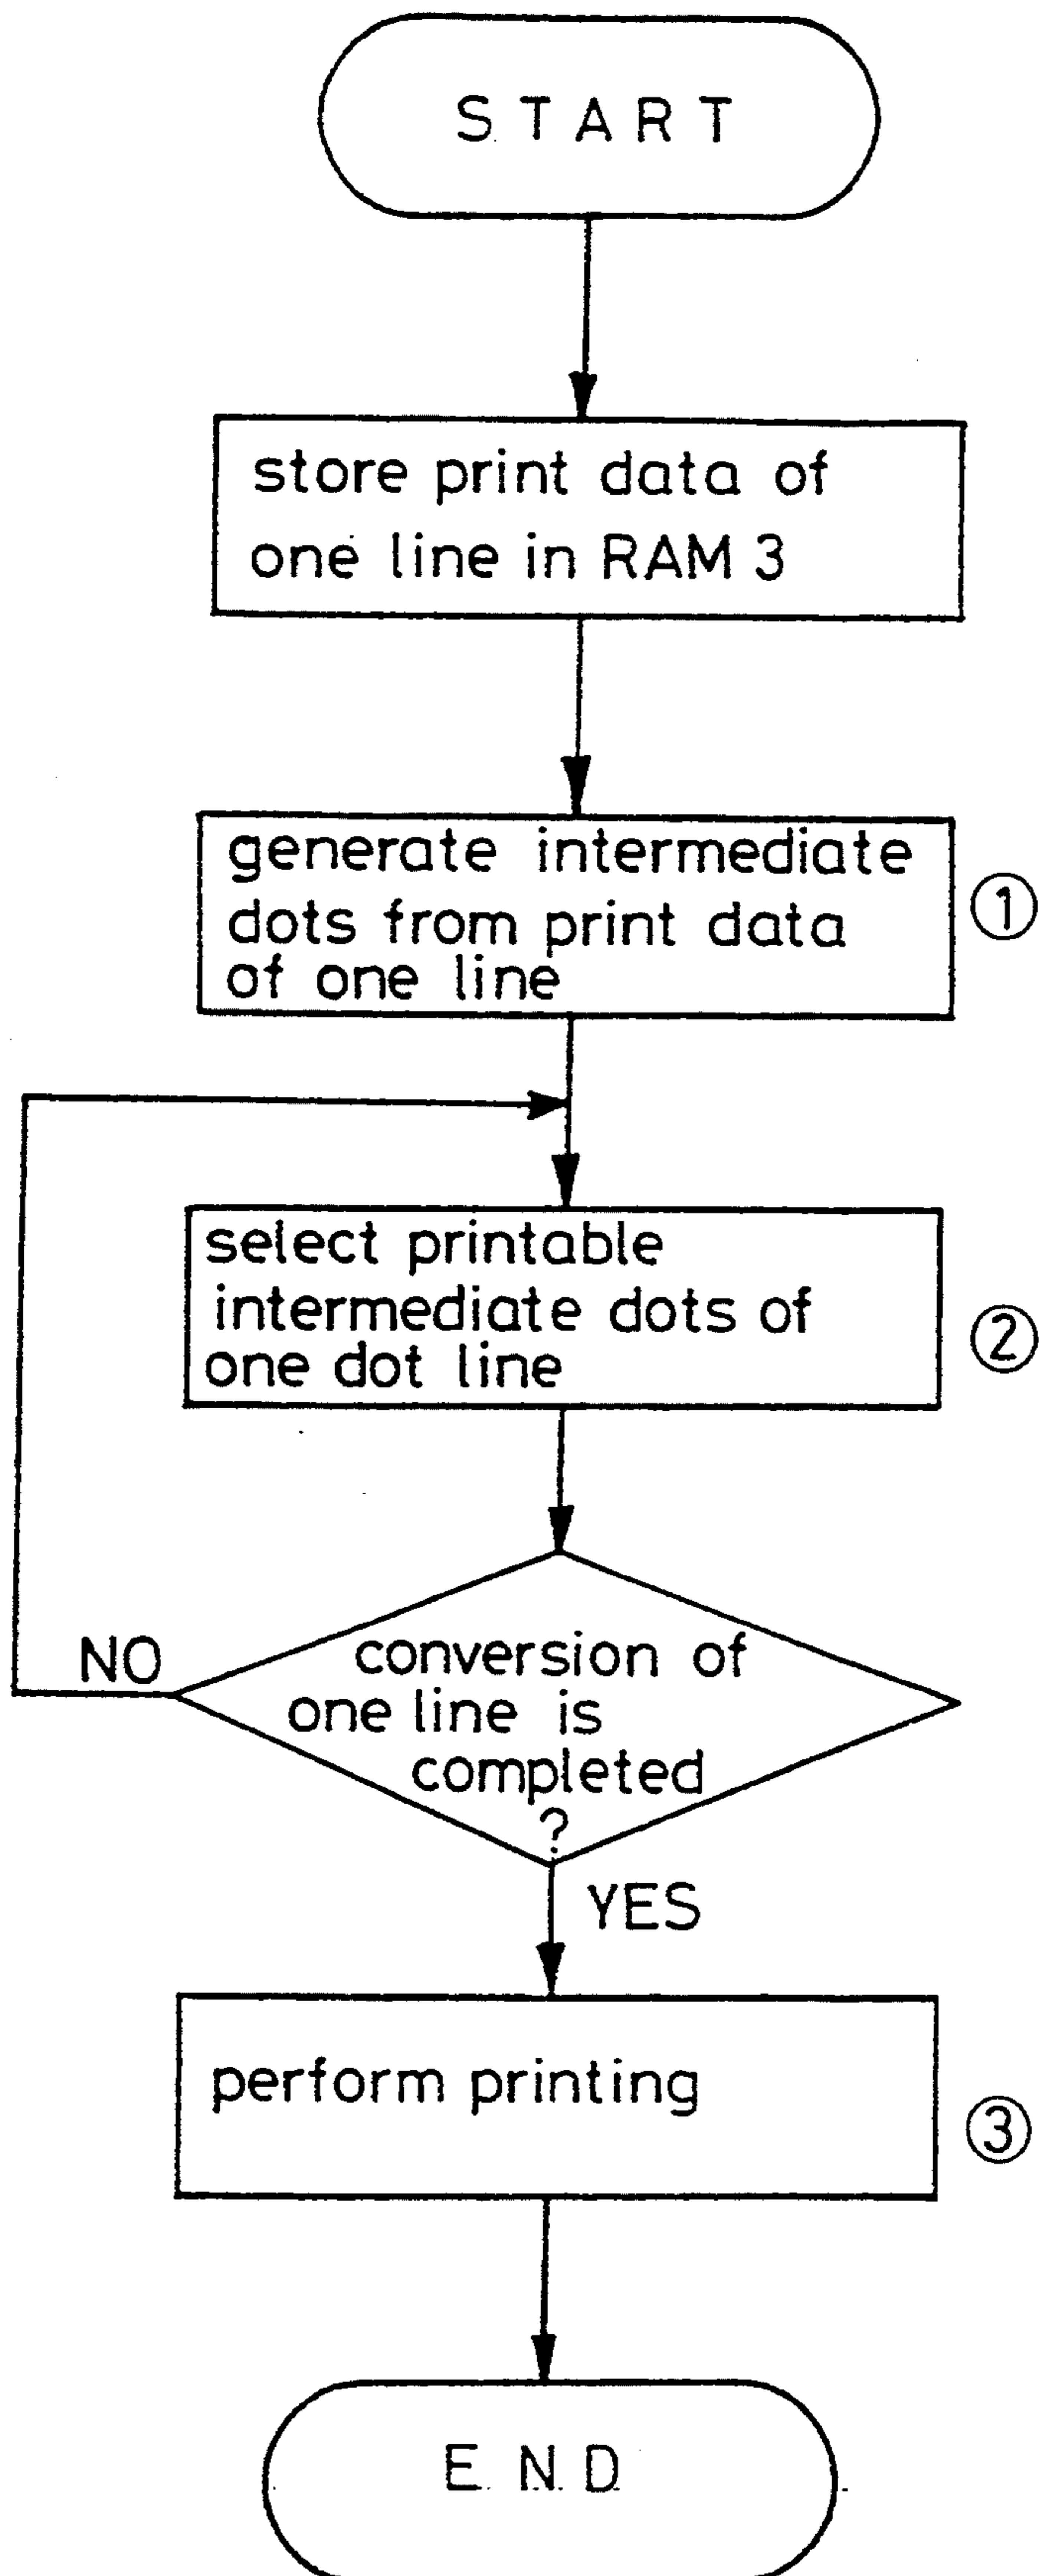 START
store print data of
one line in RAM 3
generate intermediate
dots from print data
of one line
①
select printable
intermediate dots of
one dot line
②
NO
conversion of
one line is
completed
?
YES
perform printing
③
END